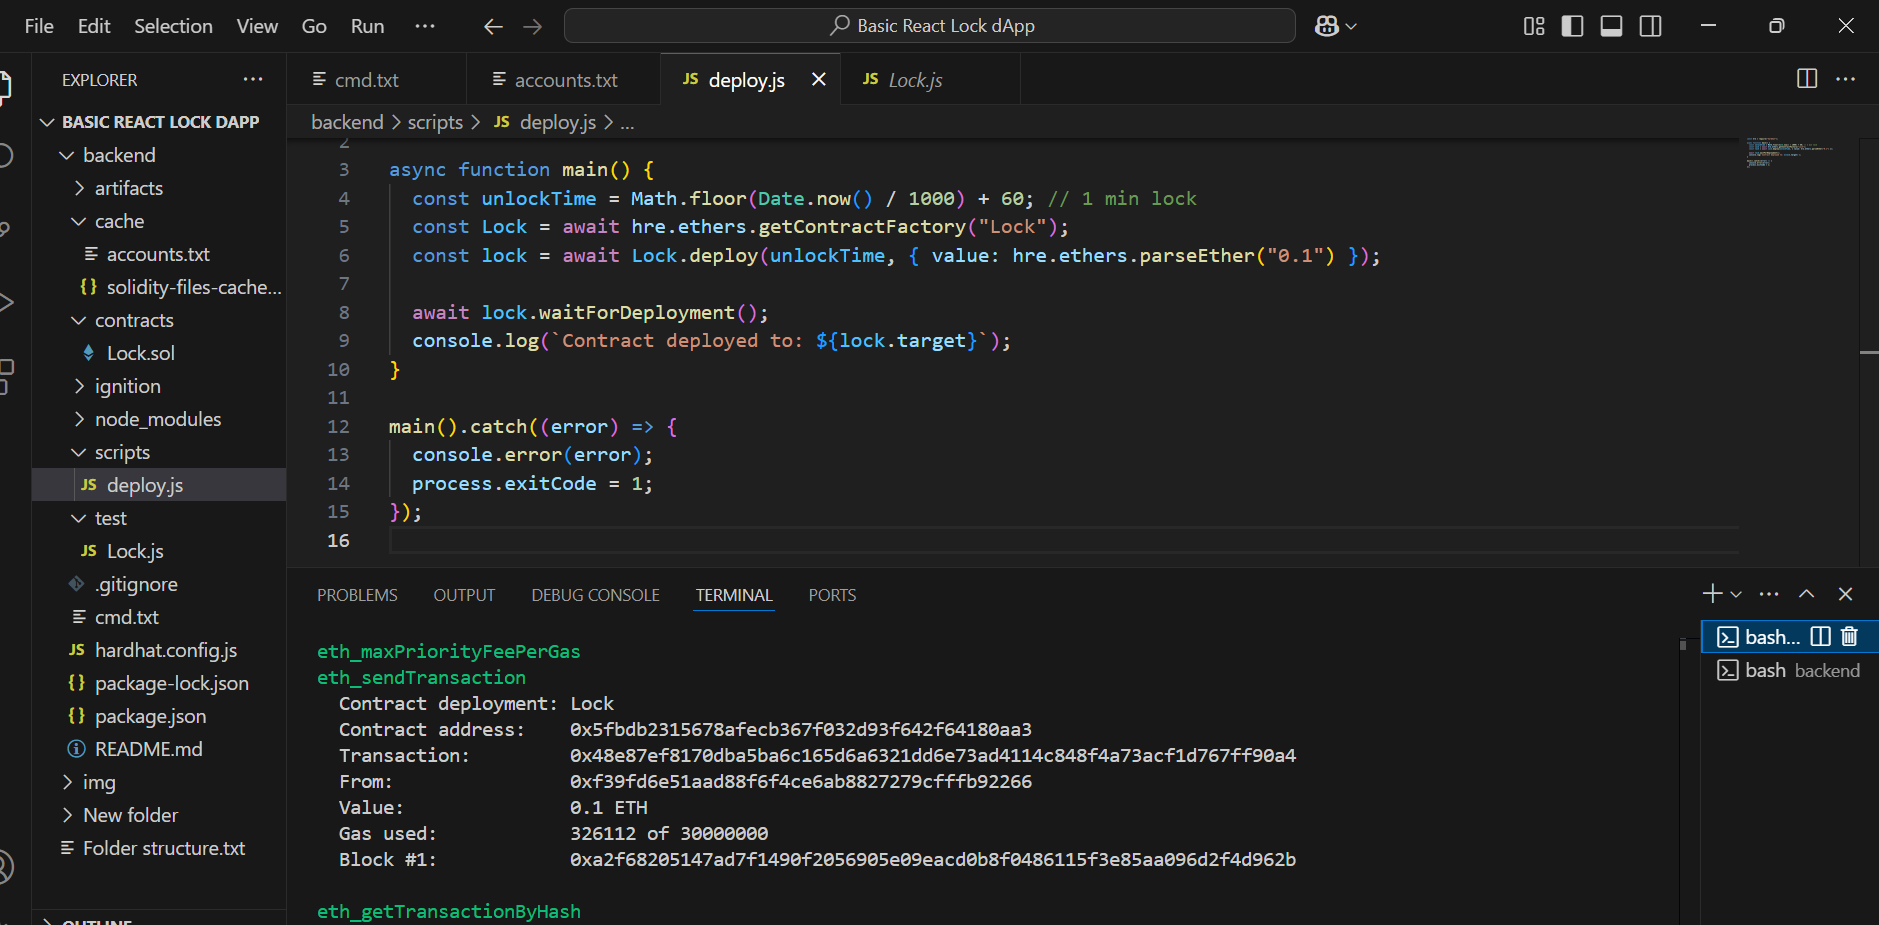 File Edit Selection View Go Run ···
Basic React Lock dApp
EXPLORER ···
BASIC REACT LOCK DAPP
backend
artifacts
cache
accounts.txt
{} solidity-files-cache...
contracts
Lock.sol
ignition
node_modules
scripts
JS deploy.js
test
JS Lock.js
.gitignore
cmd.txt
JS hardhat.config.js
{} package-lock.json
{} package.json
README.md
img
New folder
Folder structure.txt
OUTLINE
cmd.txt accounts.txt JS deploy.js JS Lock.js
backend > scripts > JS deploy.js > ...
2
3 async function main() {
4 const unlockTime = Math.floor(Date.now() / 1000) + 60; // 1 min lock
5 const Lock = await hre.ethers.getContractFactory("Lock");
6 const lock = await Lock.deploy(unlockTime, { value: hre.ethers.parseEther("0.1") });
7
8 await lock.waitForDeployment();
9 console.log(`Contract deployed to: ${lock.target}`);
10 }
11
12 main().catch((error) => {
13 console.error(error);
14 process.exitCode = 1;
15 });
16
PROBLEMS OUTPUT DEBUG CONSOLE TERMINAL PORTS
eth_maxPriorityFeePerGas
eth_sendTransaction
Contract deployment: Lock
Contract address: 0x5fbdb2315678afecb367f032d93f642f64180aa3
Transaction: 0x48e87ef8170dba5ba6c165d6a6321dd6e73ad4114c848f4a73acf1d767ff90a4
From: 0xf39fd6e51aad88f6f4ce6ab8827279cfffb92266
Value: 0.1 ETH
Gas used: 326112 of 30000000
Block #1: 0xa2f68205147ad7f1490f2056905e09eacd0b8f0486115f3e85aa096d2f4d962b
eth_getTransactionByHash
bash...
bash backend